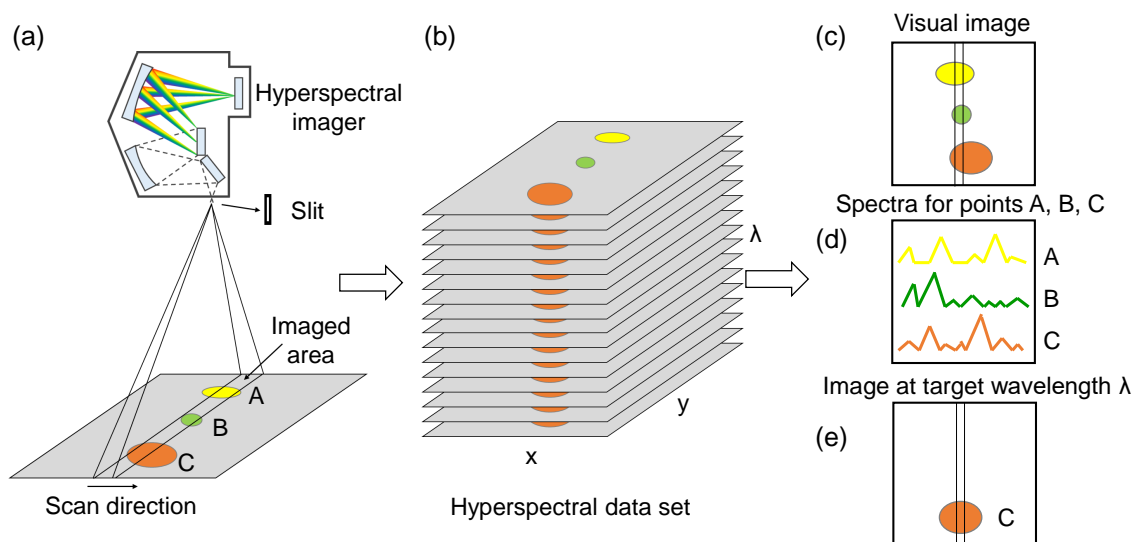 (a)
Hyperspectral
imager
Slit
Imaged
area
A
B
C
Scan direction
(b)
λ
y
x
Hyperspectral data set
(c)
Visual image
Spectra for points A, B, C
(d)
A
B
C
Image at target wavelength λ
(e)
C